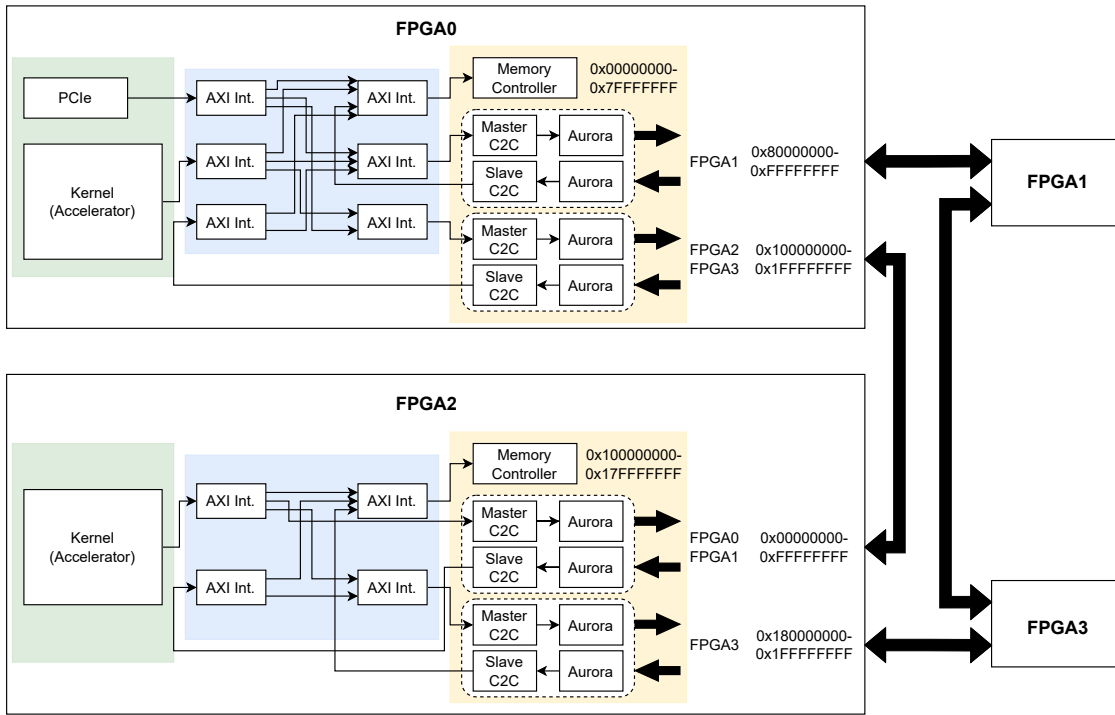 FPGA0
PCIe
Kernel
(Accelerator)
AXI Int.
AXI Int.
AXI Int.
AXI Int.
AXI Int.
AXI Int.
Memory
Controller
0x00000000-
0x7FFFFFFF
Master
C2C
Aurora
Slave
C2C
Aurora
FPGA1
0x80000000-
0xFFFFFFFF
Master
C2C
Aurora
Slave
C2C
Aurora
FPGA2
FPGA3
0x100000000-
0x1FFFFFFFF
FPGA1
FPGA2
Kernel
(Accelerator)
AXI Int.
AXI Int.
AXI Int.
AXI Int.
Memory
Controller
0x100000000-
0x17FFFFFFF
Master
C2C
Aurora
Slave
C2C
Aurora
FPGA0
FPGA1
0x00000000-
0xFFFFFFFF
Master
C2C
Aurora
Slave
C2C
Aurora
FPGA3
0x180000000-
0x1FFFFFFFF
FPGA3